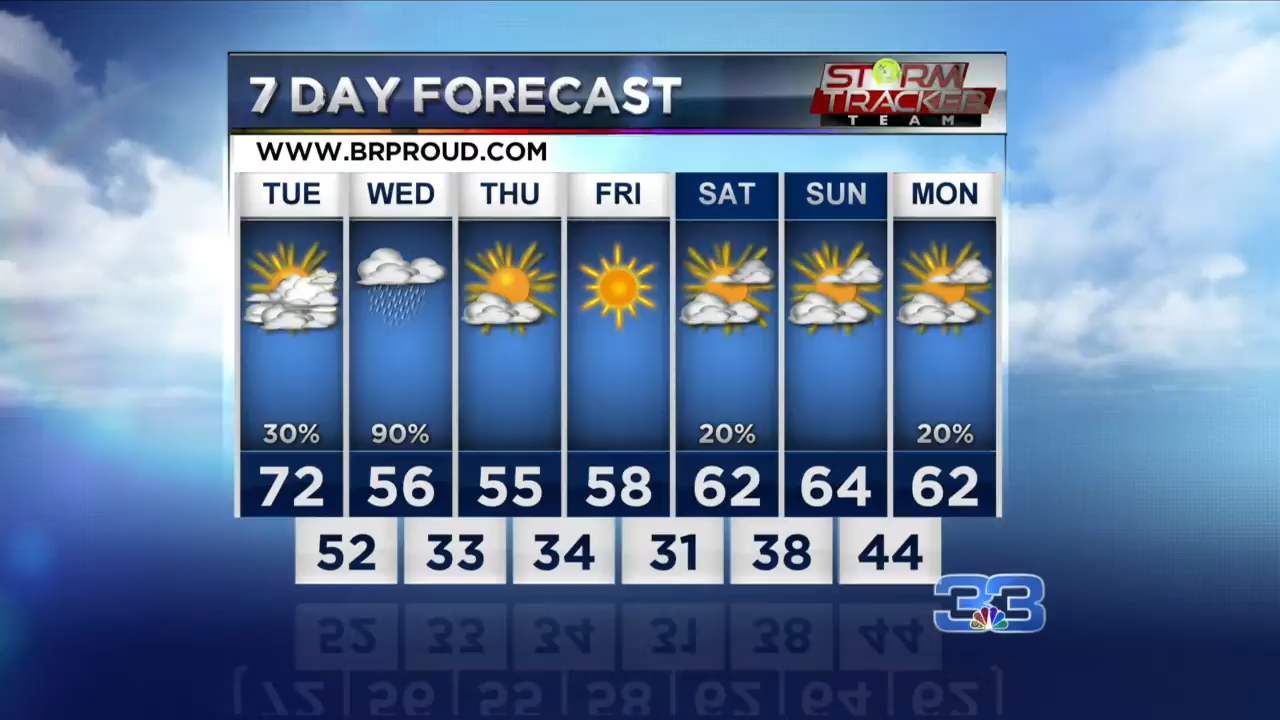 7 DAY FORECAST
STORM
TRACKER
TEAM
WWW.BRPROUD.COM
TUE WED THU FRI SAT SUN MON
30% 90% 20% 20%
72 56 55 58 62 64 62
52 33 34 31 38 44
33